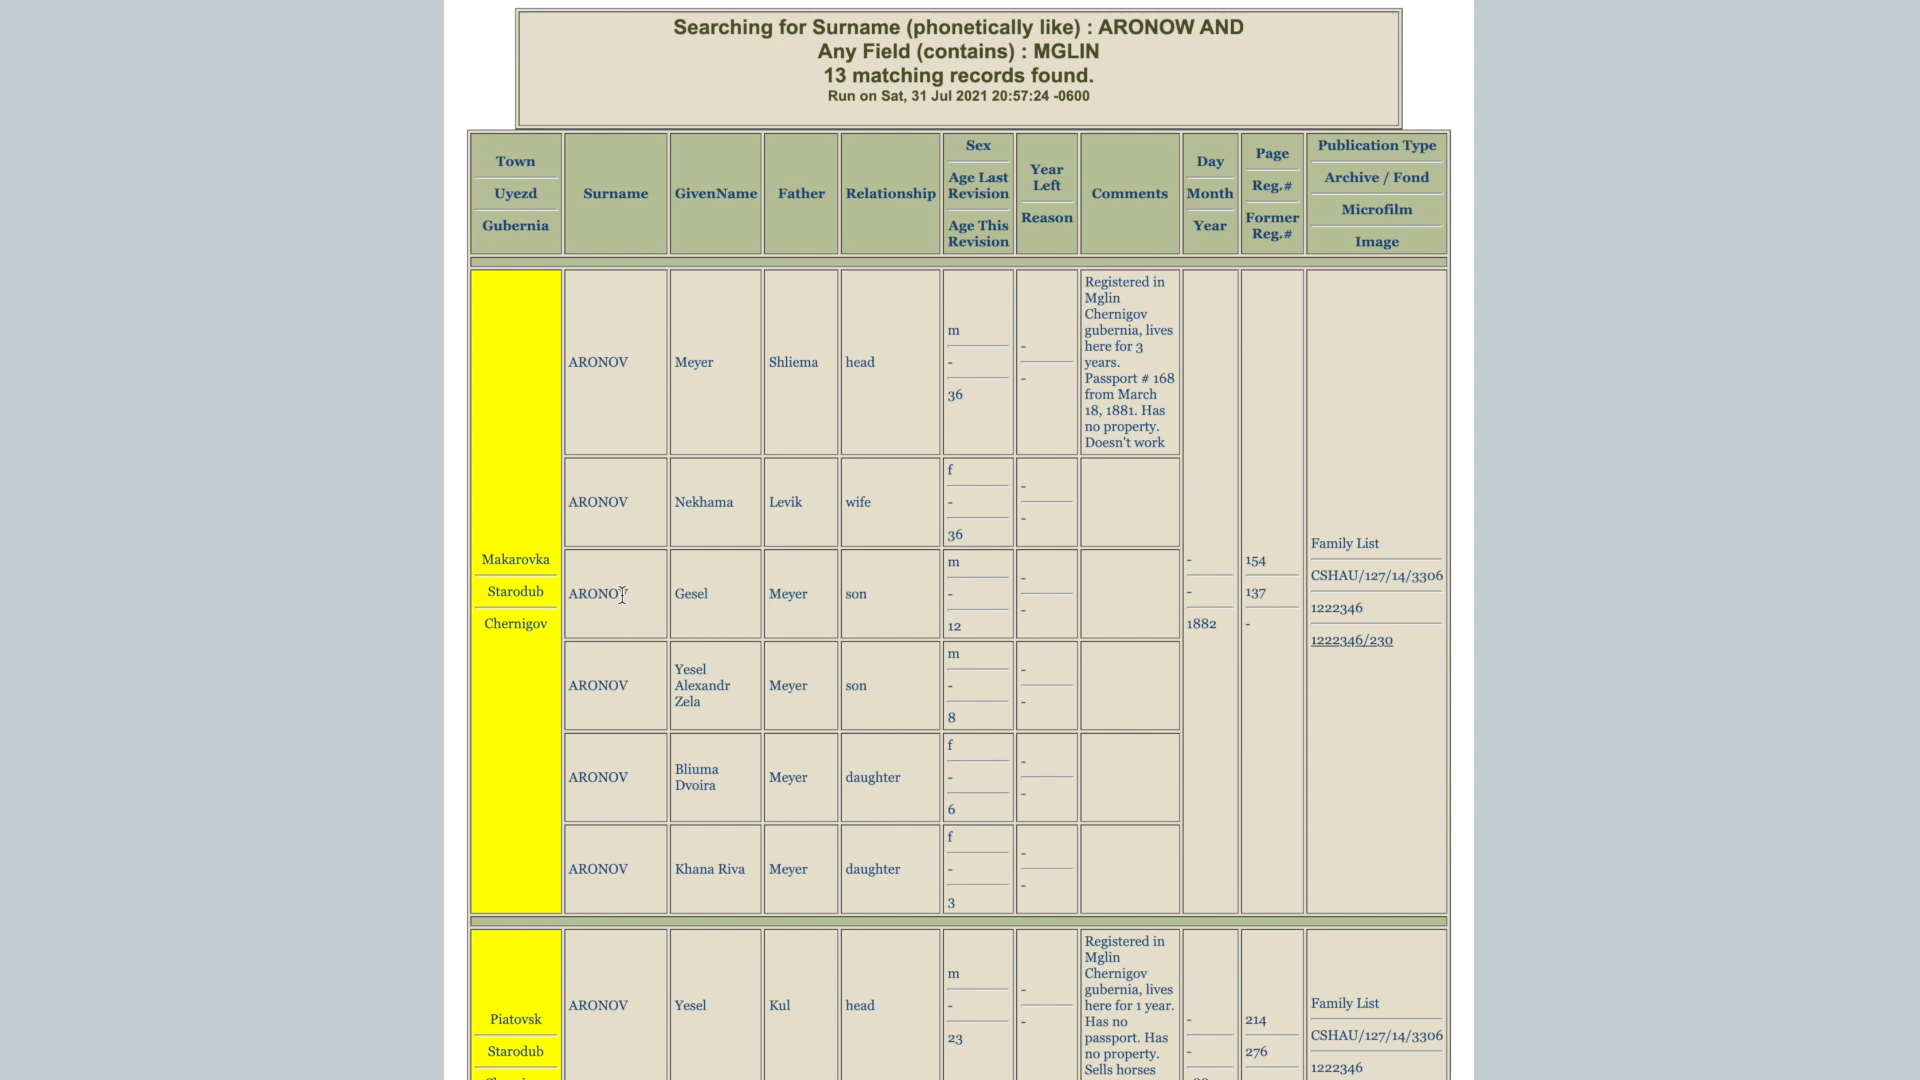 Searching for Surname (phonetically like) : ARONOW AND
Any Field (contains) : MGLIN
13 matching records found.
Run on Sat, 31 Jul 2021 20:57:24 -0600
Town
Uyezd
Gubernia
Surname
GivenName
Father
Relationship
Sex
Age Last
Revision
Age This
Revision
Year
Left
Reason
Comments
Day
Month
Year
Page
Reg.#
Former
Reg.#
Publication Type
Archive / Fond
Microfilm
Image
Makarovka
Starodub
Chernigov
ARONOV
Meyer
Shliema
head
m
-
36
-
-
Registered in
Mglin
Chernigov
gubernia, lives
here for 3
years.
Passport # 168
from March
18, 1881. Has
no property.
Doesn't work
-
-
1882
154
137
-
Family List
CSHAU/127/14/3306
1222346
1222346/230
ARONOV
Nekhama
Levik
wife
f
-
36
-
-
ARONOV
Gesel
Meyer
son
m
-
12
-
-
ARONOV
Yesel
Alexandr
Zela
Meyer
son
m
-
8
-
-
ARONOV
Bliuma
Dvoira
Meyer
daughter
f
-
6
-
-
ARONOV
Khana Riva
Meyer
daughter
f
-
3
-
-
Piatovsk
Starodub
ARONOV
Yesel
Kul
head
m
-
23
-
-
Registered in
Mglin
Chernigov
gubernia, lives
here for 1 year.
Has no
passport. Has
no property.
Sells horses
-
-
214
276
Family List
CSHAU/127/14/3306
1222346